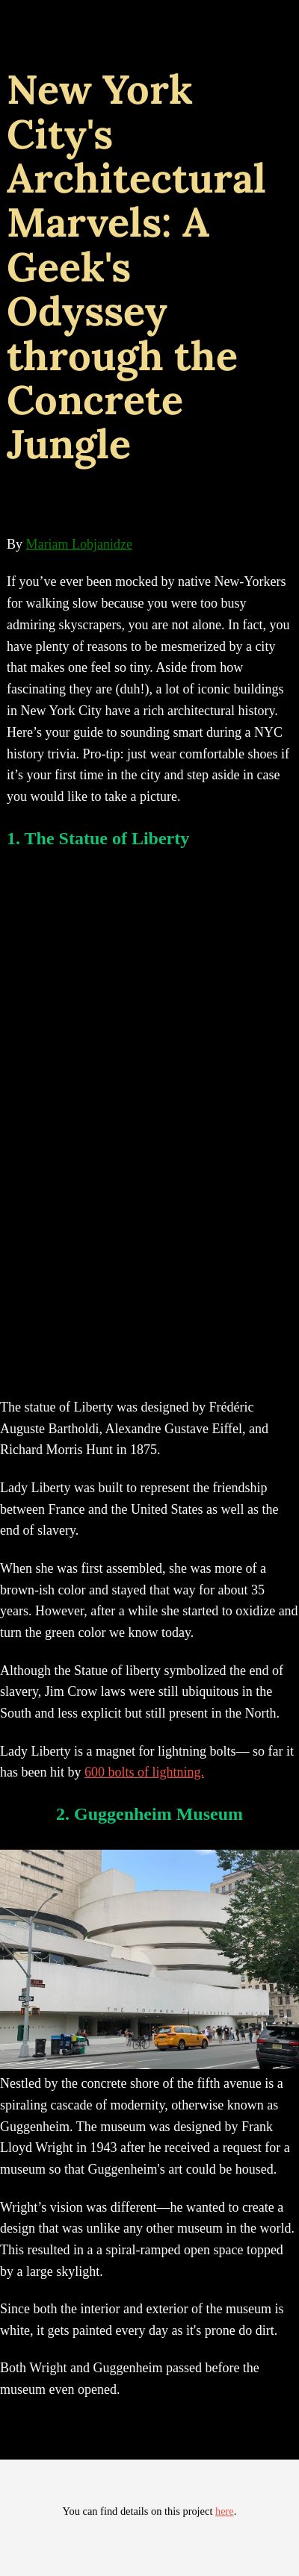 New York
City's
Architectural
Marvels: A
Geek's
Odyssey
through the
Concrete
Jungle
By Mariam Lobjanidze
If you’ve ever been mocked by native New-Yorkers
for walking slow because you were too busy
admiring skyscrapers, you are not alone. In fact, you
have plenty of reasons to be mesmerized by a city
that makes one feel so tiny. Aside from how
fascinating they are (duh!), a lot of iconic buildings
in New York City have a rich architectural history.
Here’s your guide to sounding smart during a NYC
history trivia. Pro-tip: just wear comfortable shoes if
it’s your first time in the city and step aside in case
you would like to take a picture.
1. The Statue of Liberty
The statue of Liberty was designed by Frédéric
Auguste Bartholdi, Alexandre Gustave Eiffel, and
Richard Morris Hunt in 1875.
Lady Liberty was built to represent the friendship
between France and the United States as well as the
end of slavery.
When she was first assembled, she was more of a
brown-ish color and stayed that way for about 35
years. However, after a while she started to oxidize and
turn the green color we know today.
Although the Statue of liberty symbolized the end of
slavery, Jim Crow laws were still ubiquitous in the
South and less explicit but still present in the North.
Lady Liberty is a magnet for lightning bolts— so far it
has been hit by 600 bolts of lightning.
2. Guggenheim Museum
Nestled by the concrete shore of the fifth avenue is a
spiraling cascade of modernity, otherwise known as
Guggenheim. The museum was designed by Frank
Lloyd Wright in 1943 after he received a request for a
museum so that Guggenheim's art could be housed.
Wright’s vision was different—he wanted to create a
design that was unlike any other museum in the world.
This resulted in a a spiral-ramped open space topped
by a large skylight.
Since both the interior and exterior of the museum is
white, it gets painted every day as it's prone do dirt.
Both Wright and Guggenheim passed before the
museum even opened.
You can find details on this project here.